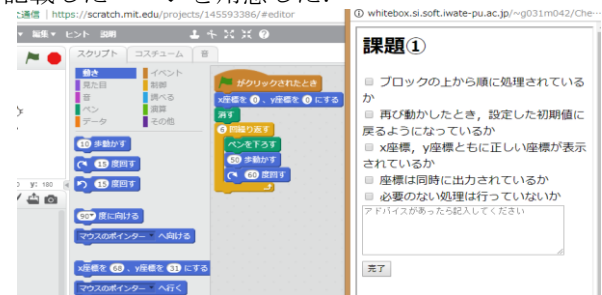 https://scratch.mit.edu/projects/145593386/#editor
編集▼ ヒント 説明
スクリプト コスチューム 音
動き イベント
見た目 制御
音 調べる
ペン 演算
データ その他
10 歩動かす
15 度回す
15 度回す
y: 180
90▼ 度に向ける
マウスのポインター▼ へ向ける
x座標を 68 、y座標を 31 にする
マウスのポインター▼ へ行く
がクリックされたとき
x座標を 0 、y座標を 0 にする
消す
6 回繰り返す
ペンを下ろす
50 歩動かす
60 度回す
whitebox.si.soft.iwate-pu.ac.jp/~g031m042/Che…
課題①
ブロックの上から順に処理されている
か
再び動かしたとき，設定した初期値に
戻るようになっているか
x座標，y座標ともに正しい座標が表示
されているか
座標は同時に出力されているか
必要のない処理は行っていないか
アドバイスがあったら記入してください
完了